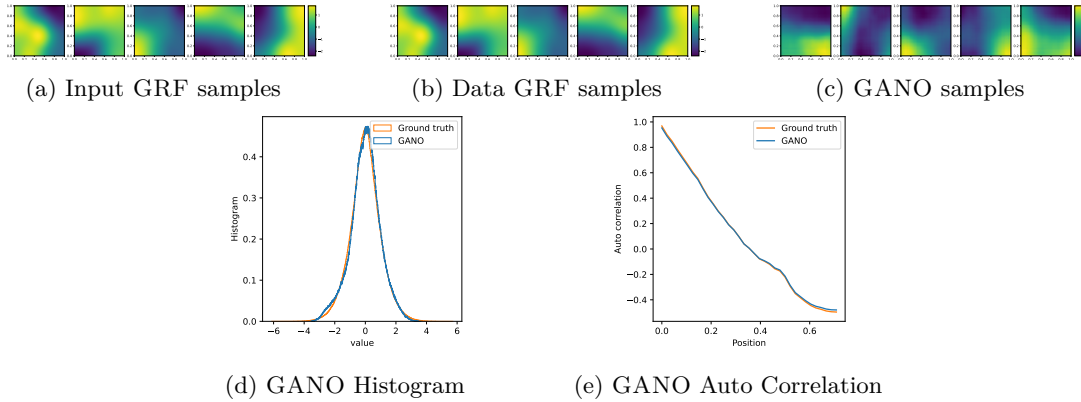 (a) Input GRF samples
(b) Data GRF samples
(c) GANO samples
Ground truth
GANO
Histogram
0.4
0.3
0.2
0.1
0.0
−6 −4 −2 0 2 4 6
value
Ground truth
GANO
Auto correlation
1.0
0.8
0.6
0.4
0.2
0.0
−0.2
−0.4
0.0 0.2 0.4 0.6
Position
(d) GANO Histogram
(e) GANO Auto Correlation